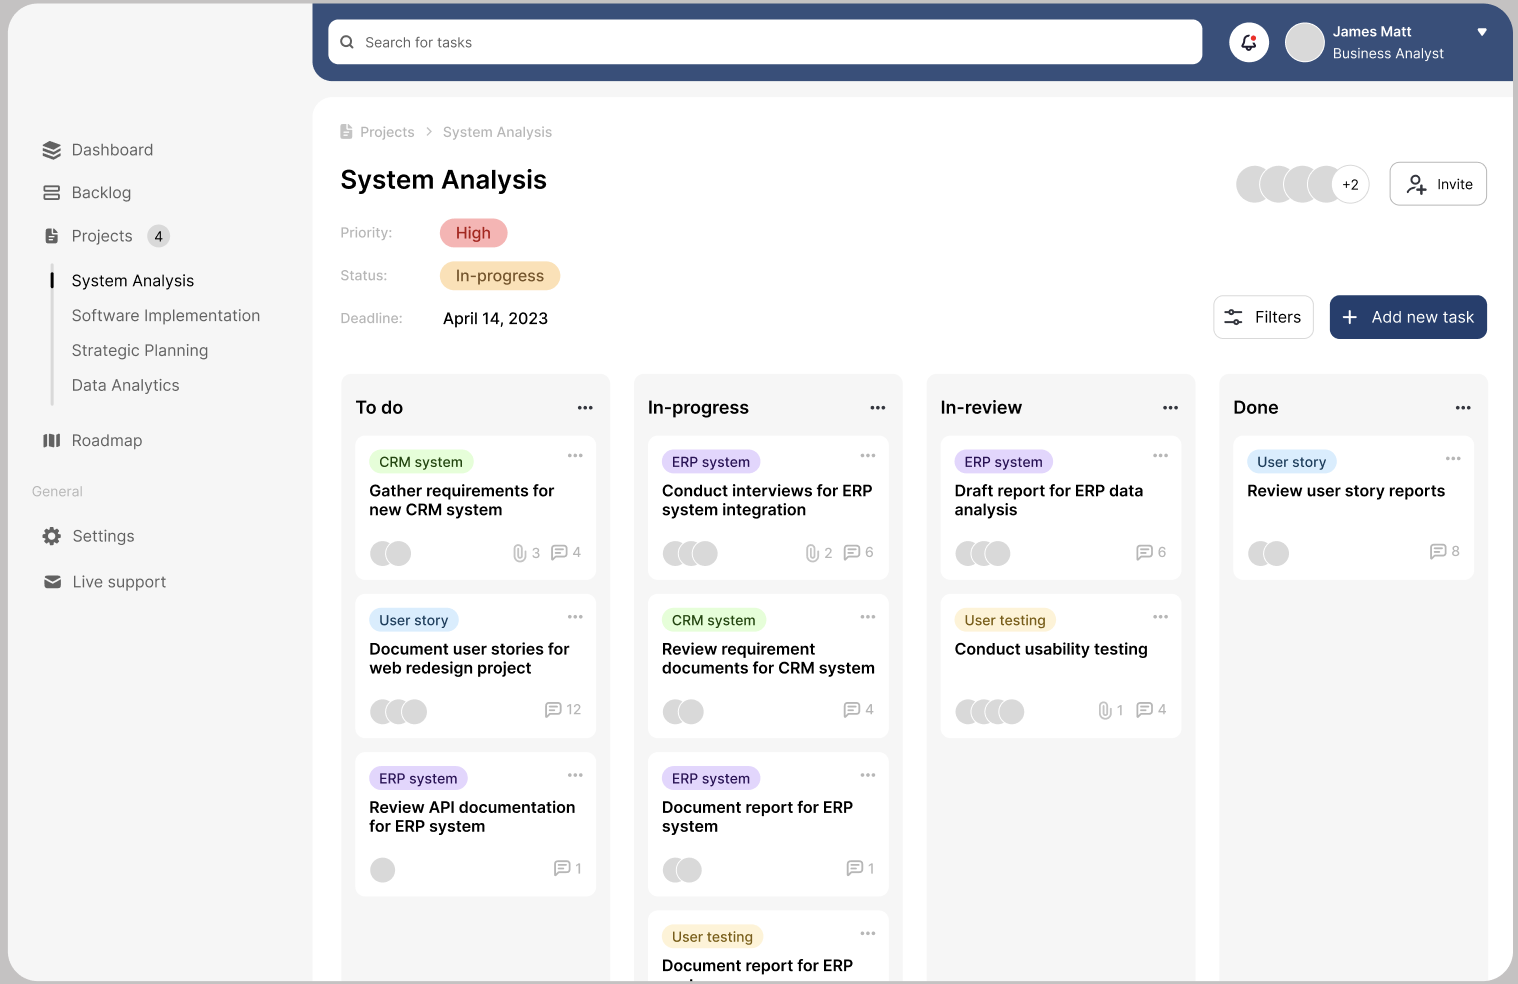 Search for tasks
James Matt
Business Analyst
Dashboard
Backlog
Projects 4
System Analysis
Software Implementation
Strategic Planning
Data Analytics
Roadmap
General
Settings
Live support
Projects > System Analysis
System Analysis
+2
Invite
Priority: High
Status: In-progress
Deadline: April 14, 2023
Filters
+ Add new task
To do
CRM system
Gather requirements for
new CRM system
3 4
User story
Document user stories for
web redesign project
12
ERP system
Review API documentation
for ERP system
1
In-progress
ERP system
Conduct interviews for ERP
system integration
2 6
CRM system
Review requirement
documents for CRM system
4
ERP system
Document report for ERP
system
1
User testing
Document report for ERP
In-review
ERP system
Draft report for ERP data
analysis
6
User testing
Conduct usability testing
1 4
Done
User story
Review user story reports
8